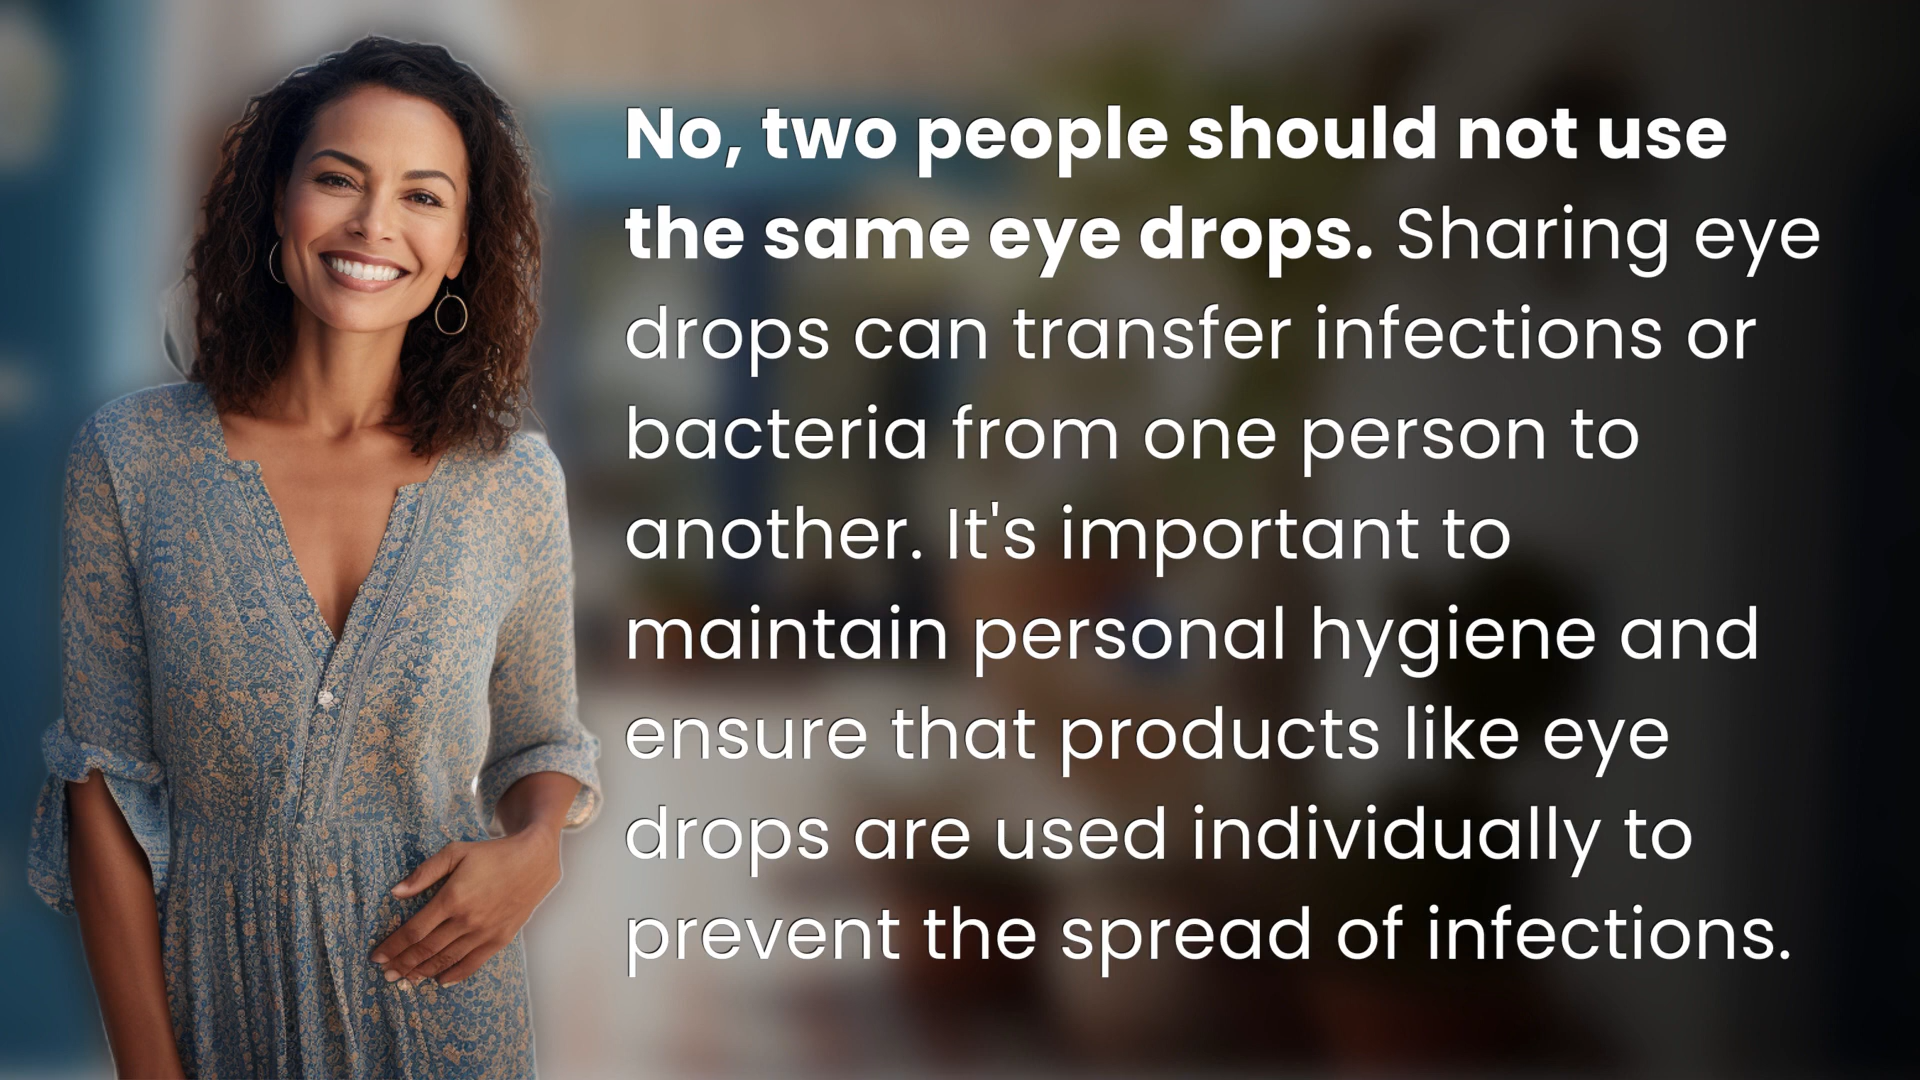 No, two people should not use
the same eye drops. Sharing eye
drops can transfer infections or
bacteria from one person to
another. It's important to
maintain personal hygiene and
ensure that products like eye
drops are used individually to
prevent the spread of infections.